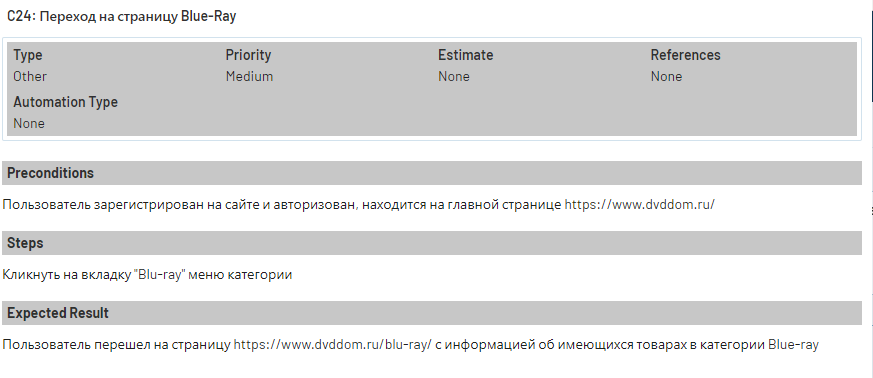 C24: Переход на страницу Blue-Ray
Type Priority Estimate References
Other Medium None None
Automation Type
None
Preconditions
Пользователь зарегистрирован на сайте и авторизован, находится на главной странице https://www.dvddom.ru/
Steps
Кликнуть на вкладку "Blu-ray" меню категории
Expected Result
Пользователь перешел на страницу https://www.dvddom.ru/blu-ray/ с информацией об имеющихся товарах в категории Blue-ray